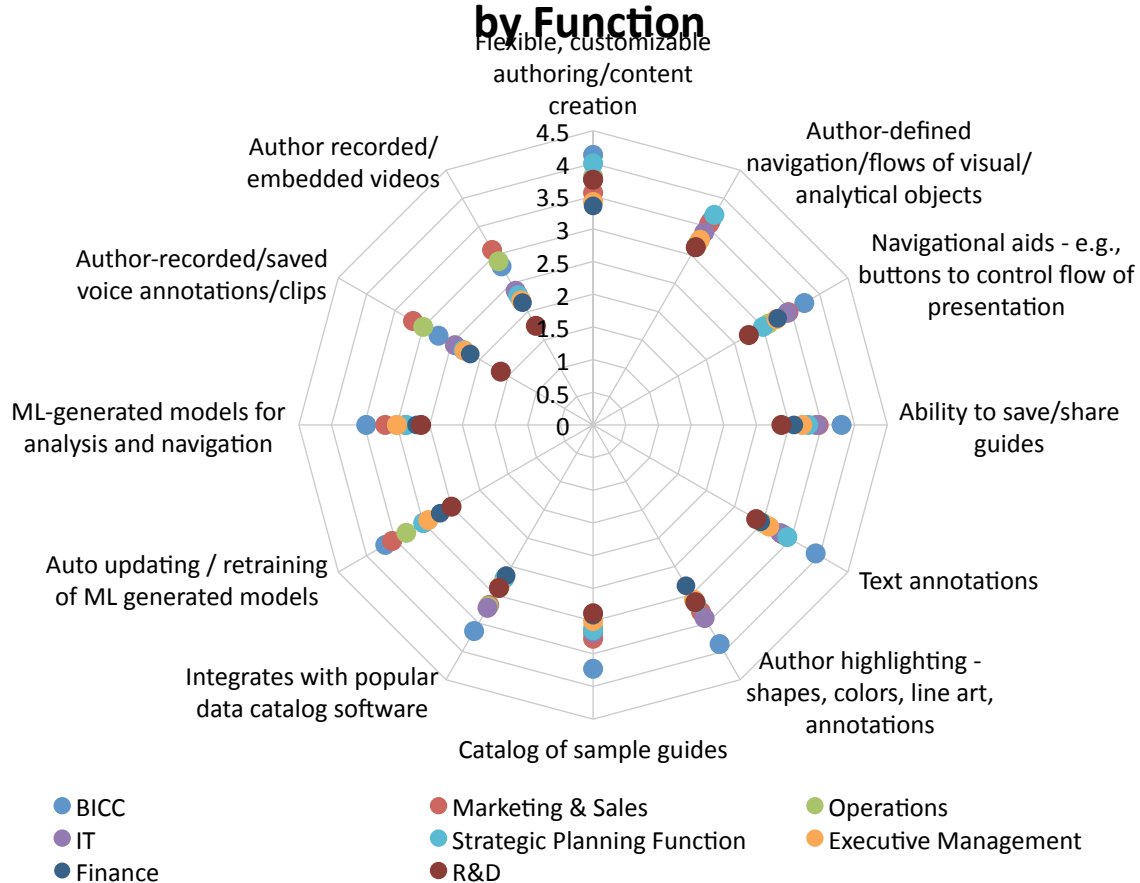 by Function
Flexible, customizable
authoring/content
creation
Author-defined
navigation/flows of visual/
analytical objects
Navigational aids - e.g.,
buttons to control flow of
presentation
Ability to save/share
guides
Text annotations
Author highlighting -
shapes, colors, line art,
annotations
Catalog of sample guides
Integrates with popular
data catalog software
Auto updating / retraining
of ML generated models
ML-generated models for
analysis and navigation
Author-recorded/saved
voice annotations/clips
Author recorded/
embedded videos
4.5
4
3.5
3
2.5
2
1.5
1
0.5
0
BICC
Marketing & Sales
Operations
IT
Strategic Planning Function
Executive Management
Finance
R&D